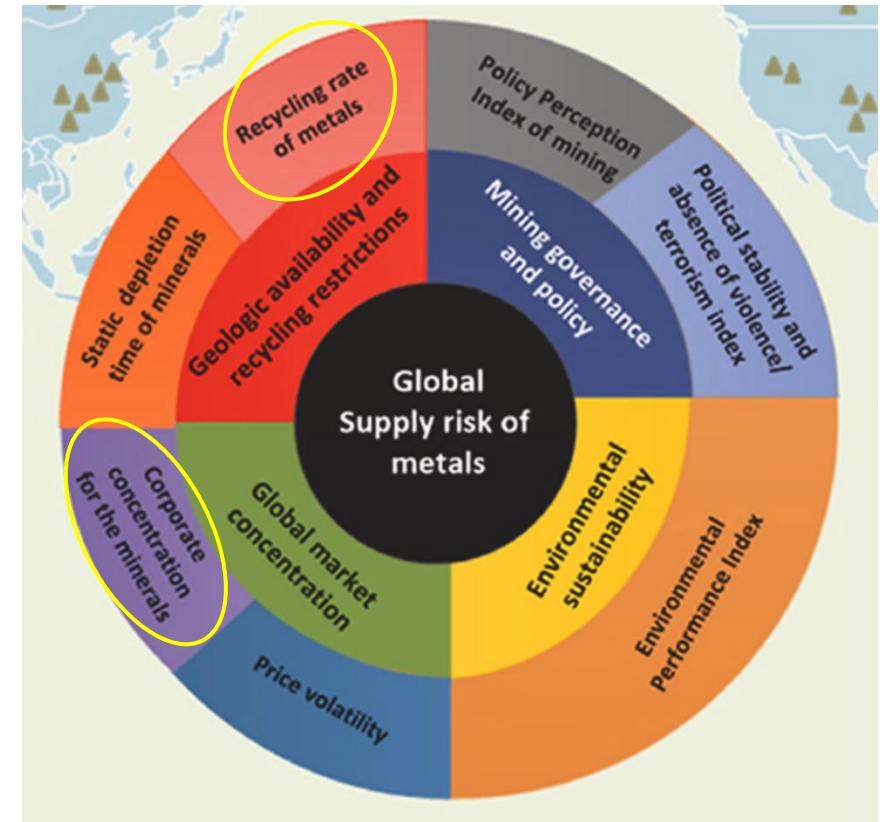 Recycling rate
of metals
Policy Perception
Index of mining
Political stability and
absence of violence/
terrorism index
Static depletion
time of minerals
Geologic availability and
recycling restrictions
Mining governance
and policy
Global
Supply risk of
metals
Corporate
concentration
for the minerals
Global market
concentration
Environmental
sustainability
Environmental
Performance Index
Price volatility